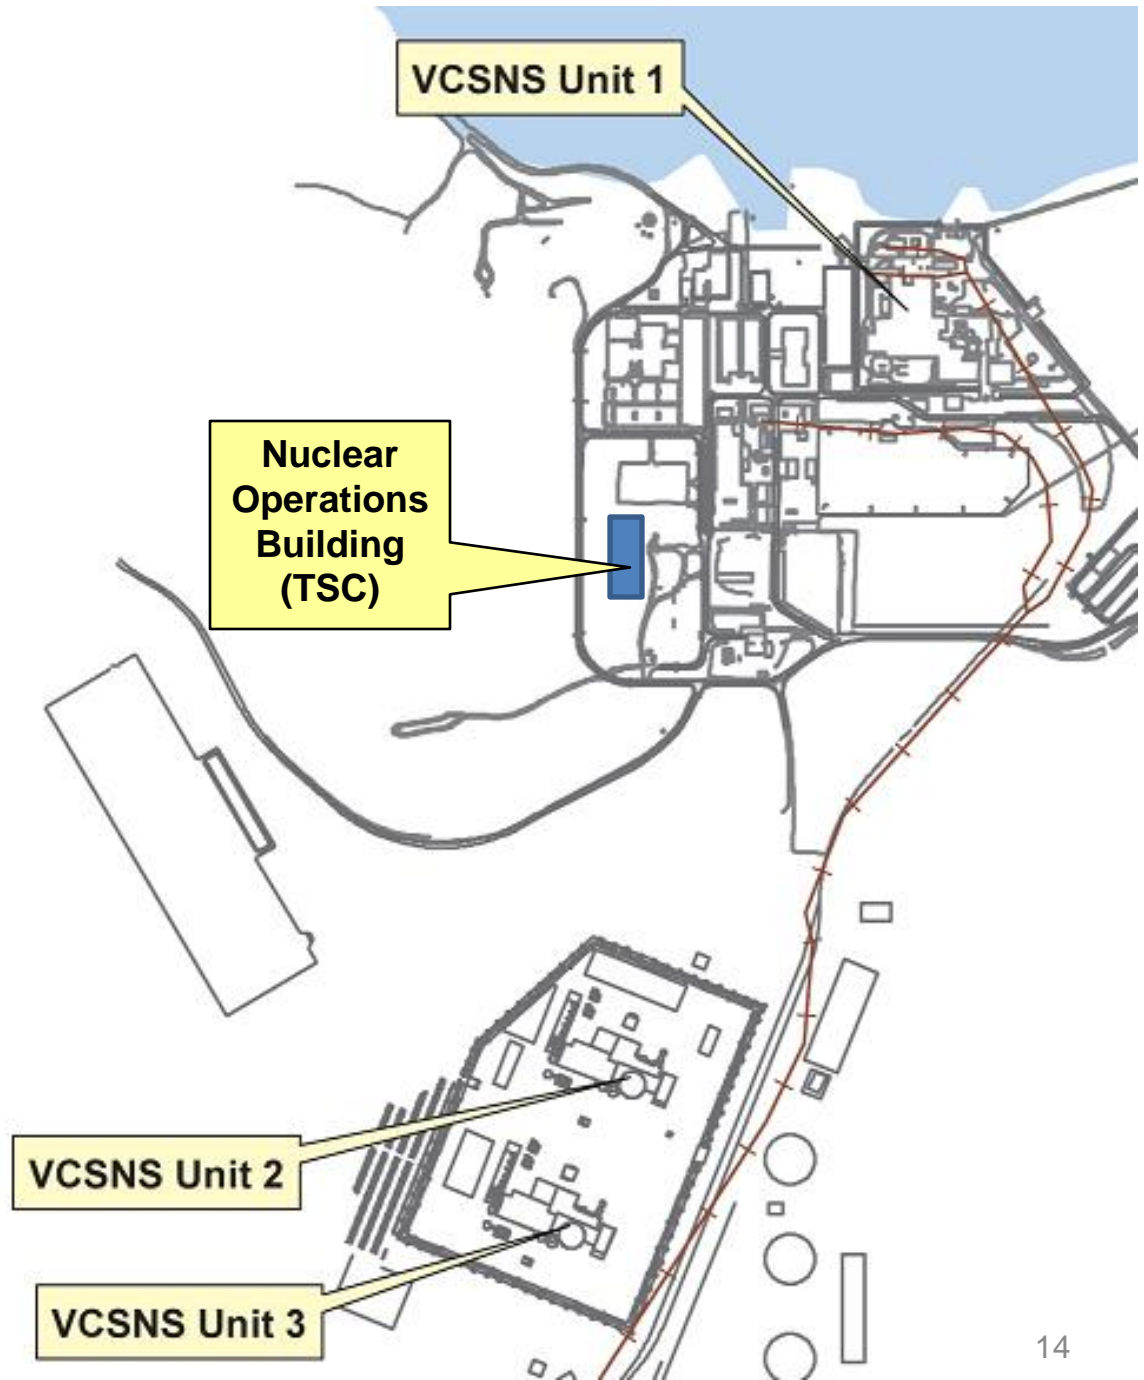 VCSNS Unit 1
Nuclear
Operations
Building
(TSC)
VCSNS Unit 2
VCSNS Unit 3
14